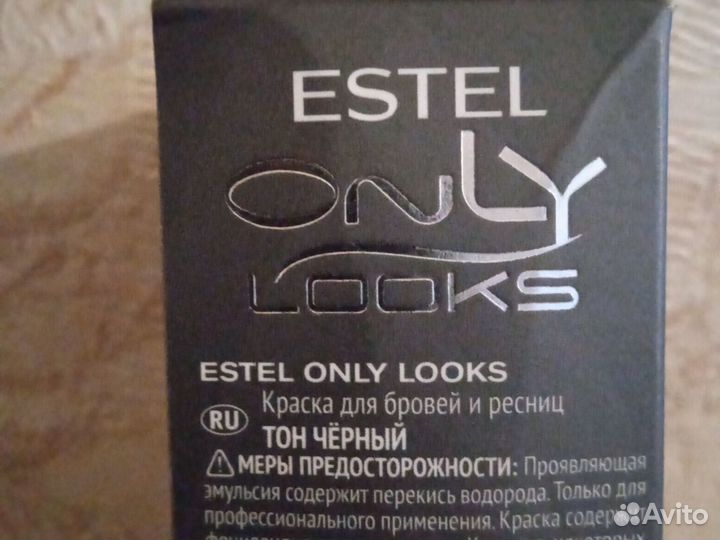 ESTEL
ONLY
LOOKS
ESTEL ONLY LOOKS
RU Краска для бровей и ресниц
ТОН ЧЁРНЫЙ
МЕРЫ ПРЕДОСТОРОЖНОСТИ: Проявляющая
эмульсия содержит перекись водорода. Только для
профессионального применения. Краска содержи
Avito